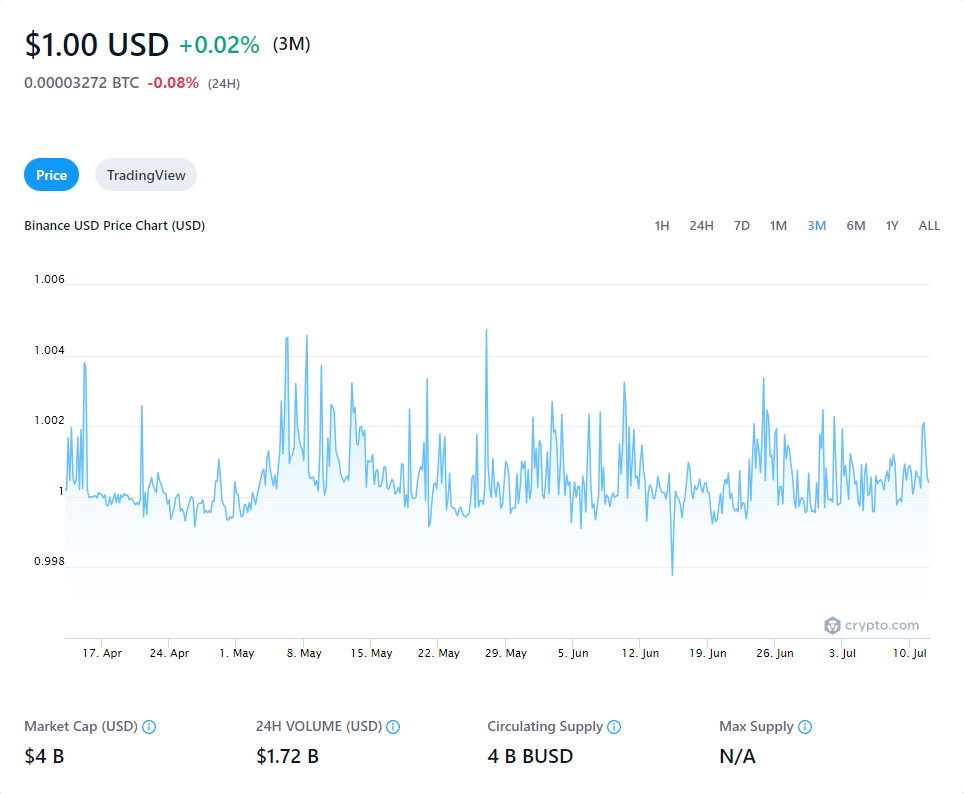 $1.00 USD +0.02% (3M)
0.00003272 BTC -0.08% (24H)
Price TradingView
Binance USD Price Chart (USD) 1H 24H 7D 1M 3M 6M 1Y ALL
1.006
1.004
1.002
1
0.998
crypto.com
17. Apr 24. Apr 1. May 8. May 15. May 22. May 29. May 5. Jun 12. Jun 19. Jun 26. Jun 3. Jul 10. Jul
Market Cap (USD) 24H VOLUME (USD) Circulating Supply Max Supply
$4 B $1.72 B 4 B BUSD N/A